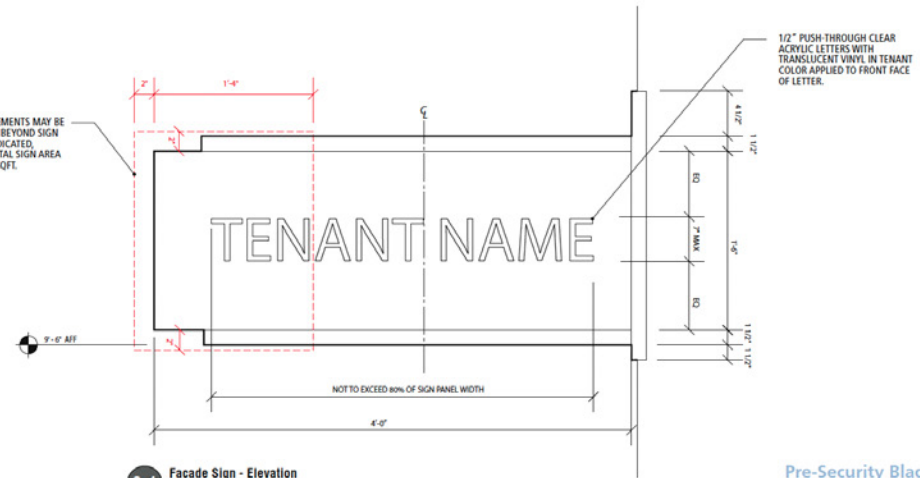 1/2" PUSH-THROUGH CLEAR
ACRYLIC LETTERS WITH
TRANSLUCENT VINYL IN TENANT
COLOR APPLIED TO FRONT FACE
OF LETTER.
2"
1'-4"
EMENTS MAY BE
BEYOND SIGN
DICATED,
TAL SIGN AREA
QFT.
2"
CL
4 1/2"
1 1/2"
EQ
7" MAX
1'-6"
EQ
TENANT NAME
9'-6" AFF
2"
1 1/2"
1 1/2"
NOT TO EXCEED 80% OF SIGN PANEL WIDTH
4'-0"
Facade Sign - Elevation
Pre-Security Blac